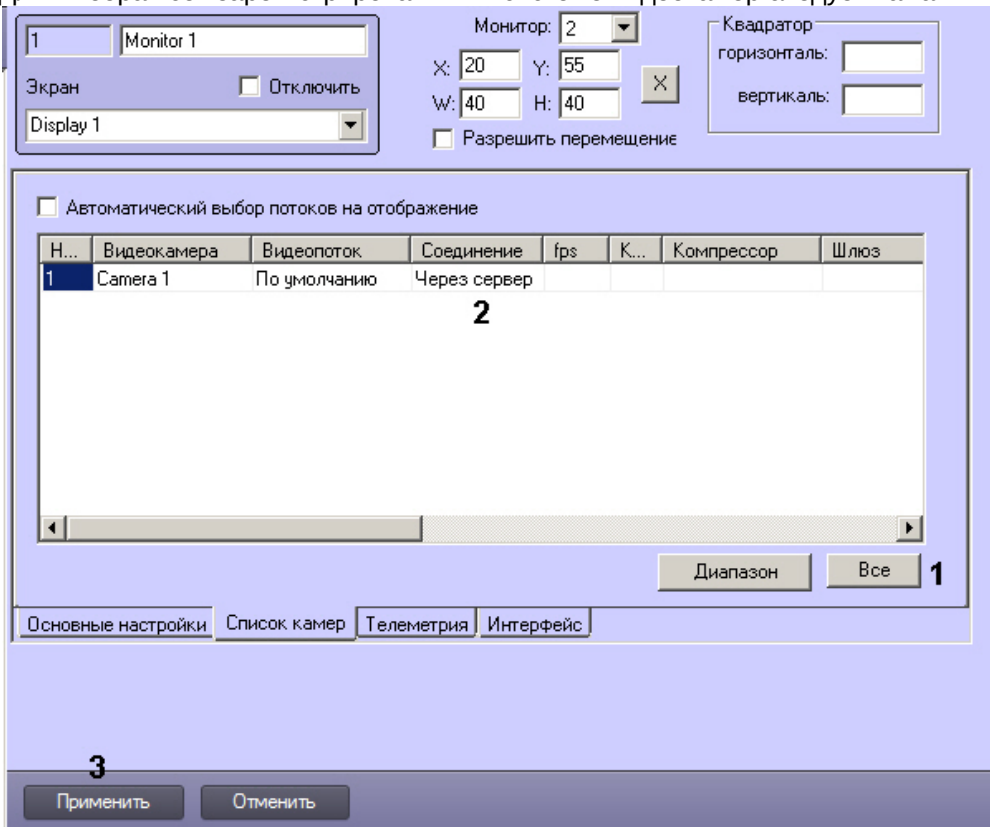 1 Monitor 1
Экран Отключить
Display 1
Монитор: 2
X: 20 Y: 55
W: 40 H: 40
X
Разрешить перемещение
Квадратор
горизонталь:
вертикаль:
Автоматический выбор потоков на отображение
Н... Видеокамера Видеопоток Соединение fps К... Компрессор Шлюз
1 Camera 1 По умолчанию Через сервер
2
Диапазон Все 1
Основные настройки Список камер Телеметрия Интерфейс
3
Применить Отменить